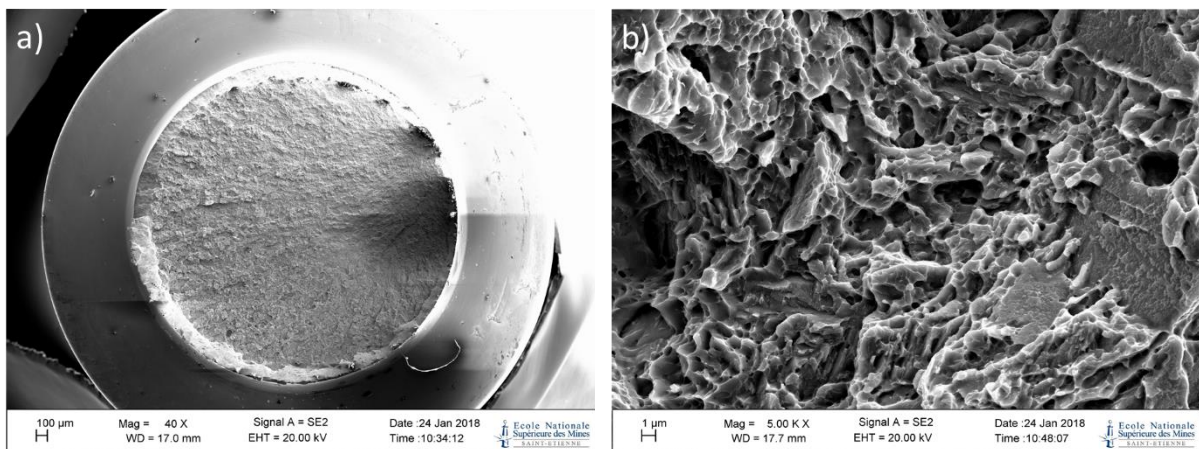 a)
100 µm
Mag = 40 X
WD = 17.0 mm
Signal A = SE2
EHT = 20.00 kV
Date :24 Jan 2018
Time :10:34:12
Ecole Nationale
Supérieure des Mines
SAINT-ETIENNE
b)
1 µm
Mag = 5.00 K X
WD = 17.7 mm
Signal A = SE2
EHT = 20.00 kV
Date :24 Jan 2018
Time :10:48:07
Ecole Nationale
Supérieure des Mines
SAINT-ETIENNE